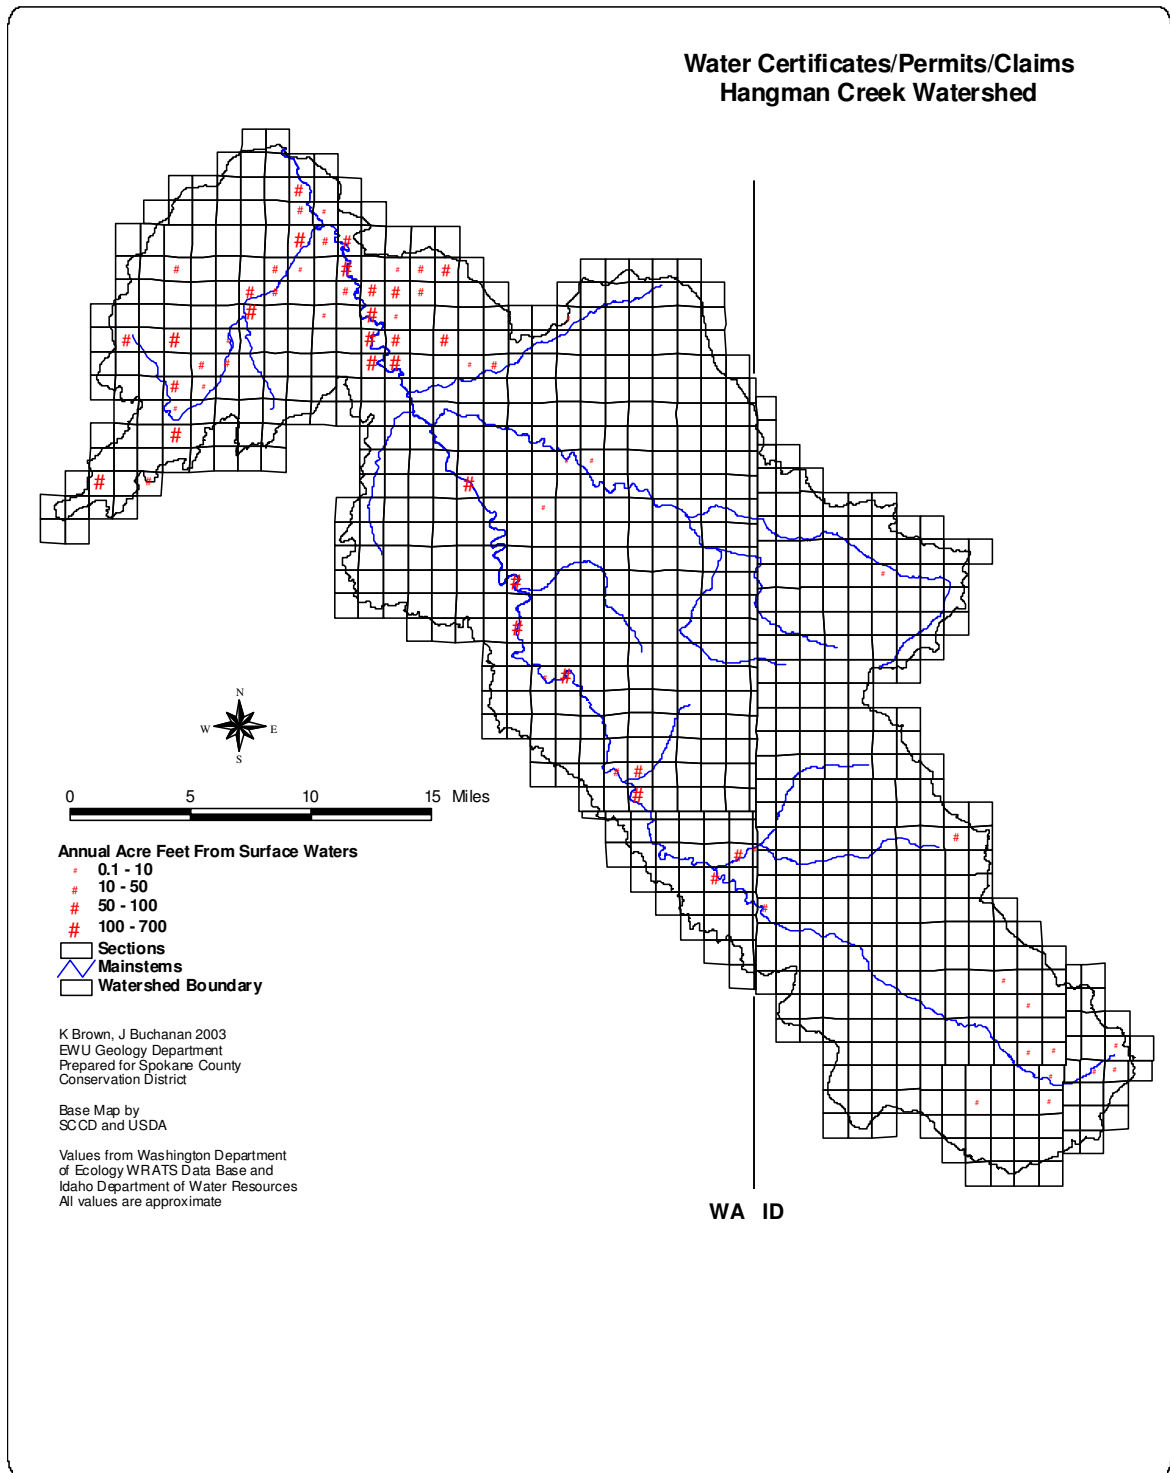 Water Certificates/Permits/Claims
Hangman Creek Watershed
N
W E
S
0 5 10 15 Miles
Annual Acre Feet From Surface Waters
# 0.1 - 10
# 10 - 50
# 50 - 100
# 100 - 700
Sections
Mainstems
Watershed Boundary
K Brown, J Buchanan 2003
EWU Geology Department
Prepared for Spokane County
Conservation District
Base Map by
SCCD and USDA
Values from Washington Department
of Ecology WRATS Data Base and
Idaho Department of Water Resources
All values are approximate
WA ID